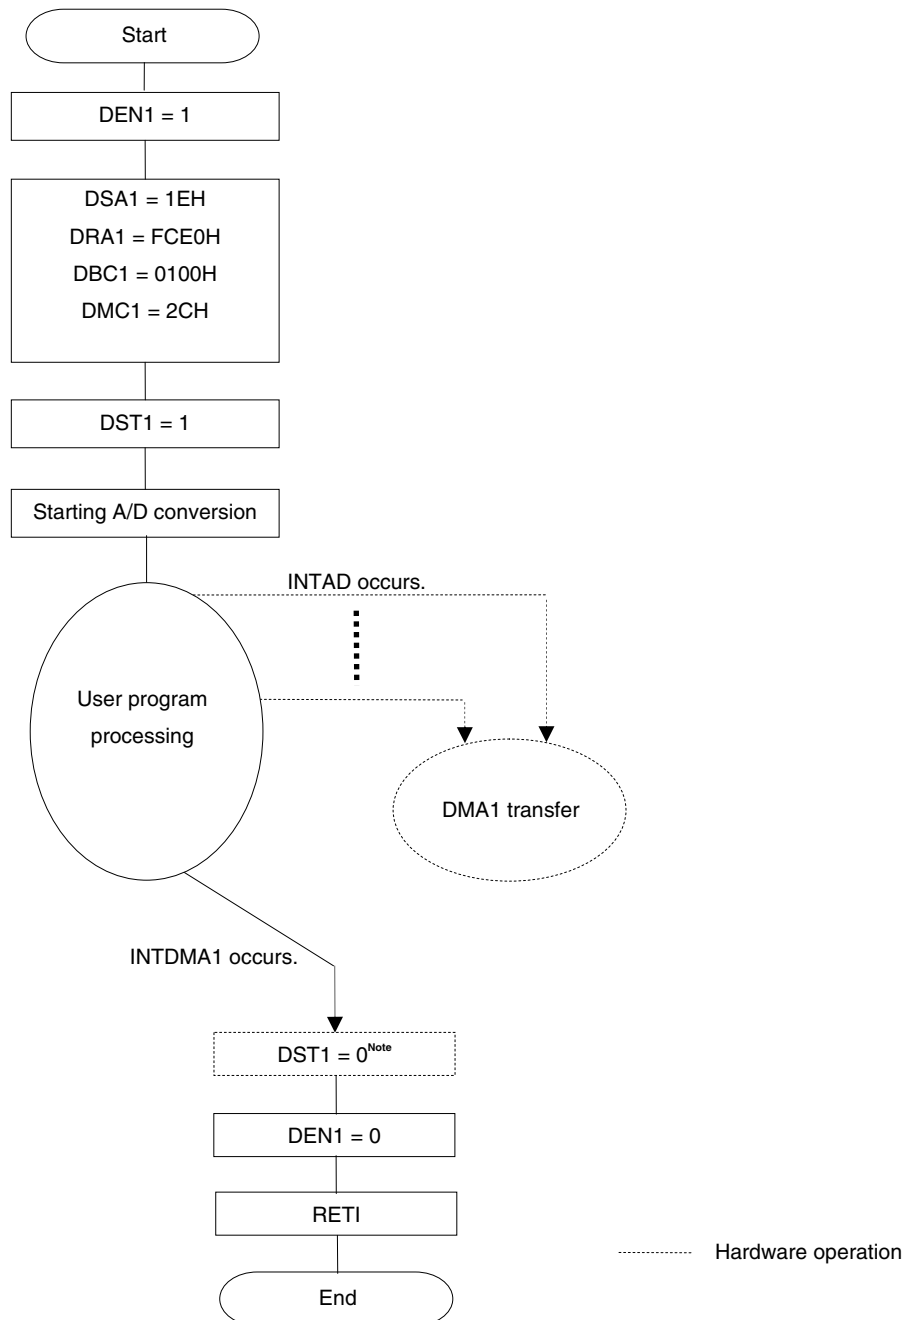 Start
DEN1 = 1
DSA1 = 1EH
DRA1 = FCE0H
DBC1 = 0100H
DMC1 = 2CH
DST1 = 1
Starting A/D conversion
INTAD occurs.
User program
processing
DMA1 transfer
INTDMA1 occurs.
DST1 = 0Note
DEN1 = 0
RETI
Hardware operation
End